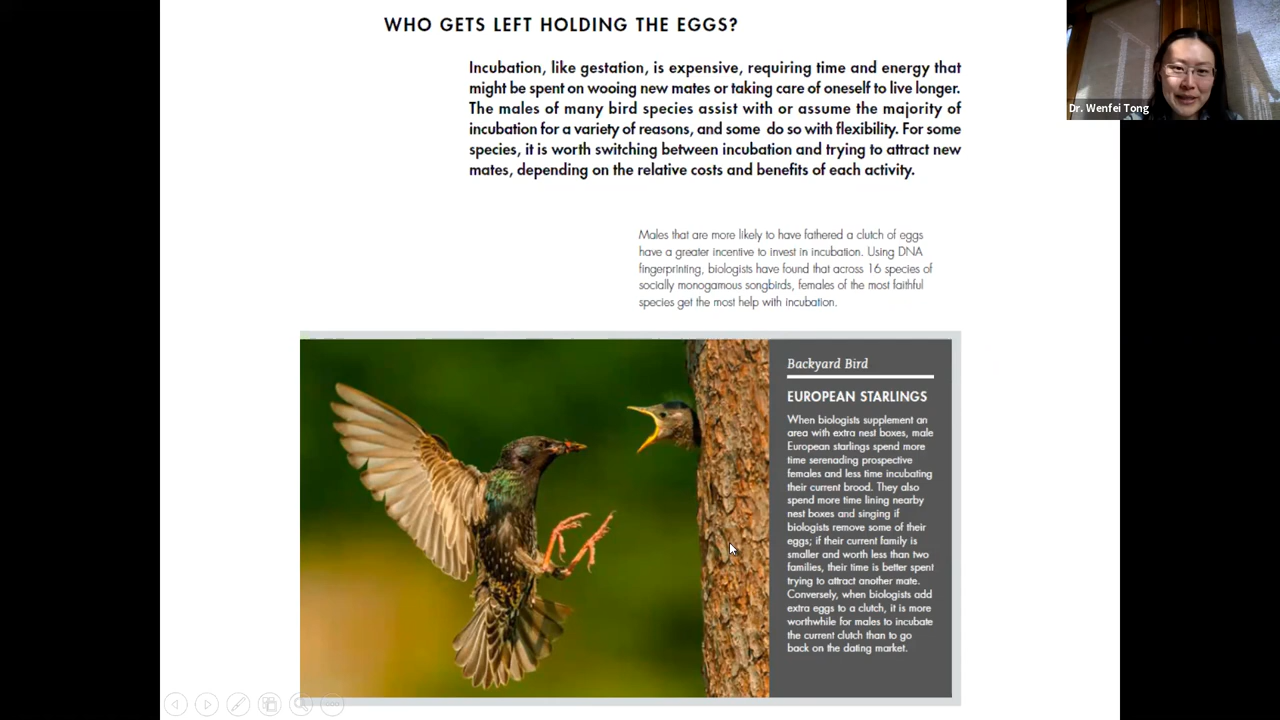 WHO GETS LEFT HOLDING THE EGGS?
Incubation, like gestation, is expensive, requiring time and energy that
might be spent on wooing new mates or taking care of oneself to live longer.
The males of many bird species assist with or assume the majority of
incubation for a variety of reasons, and some do so with flexibility. For some
species, it is worth switching between incubation and trying to attract new
mates, depending on the relative costs and benefits of each activity.
Males that are more likely to have fathered a clutch of eggs
have a greater incentive to invest in incubation. Using DNA
fingerprinting, biologists have found that across 16 species of
socially monogamous songbirds, females of the most faithful
species get the most help with incubation.
Backyard Bird
EUROPEAN STARLINGS
When biologists supplement an
area with extra nest boxes, male
European starlings spend more
time serenading prospective
females and less time incubating
their current brood. They also
spend more time lining nearby
nest boxes and singing if
biologists remove some of their
eggs; if their current family is
smaller and worth less than two
families, their time is better spent
trying to attract another mate.
Conversely, when biologists add
extra eggs to a clutch, it is more
worthwhile for males to incubate
the current clutch than to go
back on the dating market.
Dr. Wenfei Tong